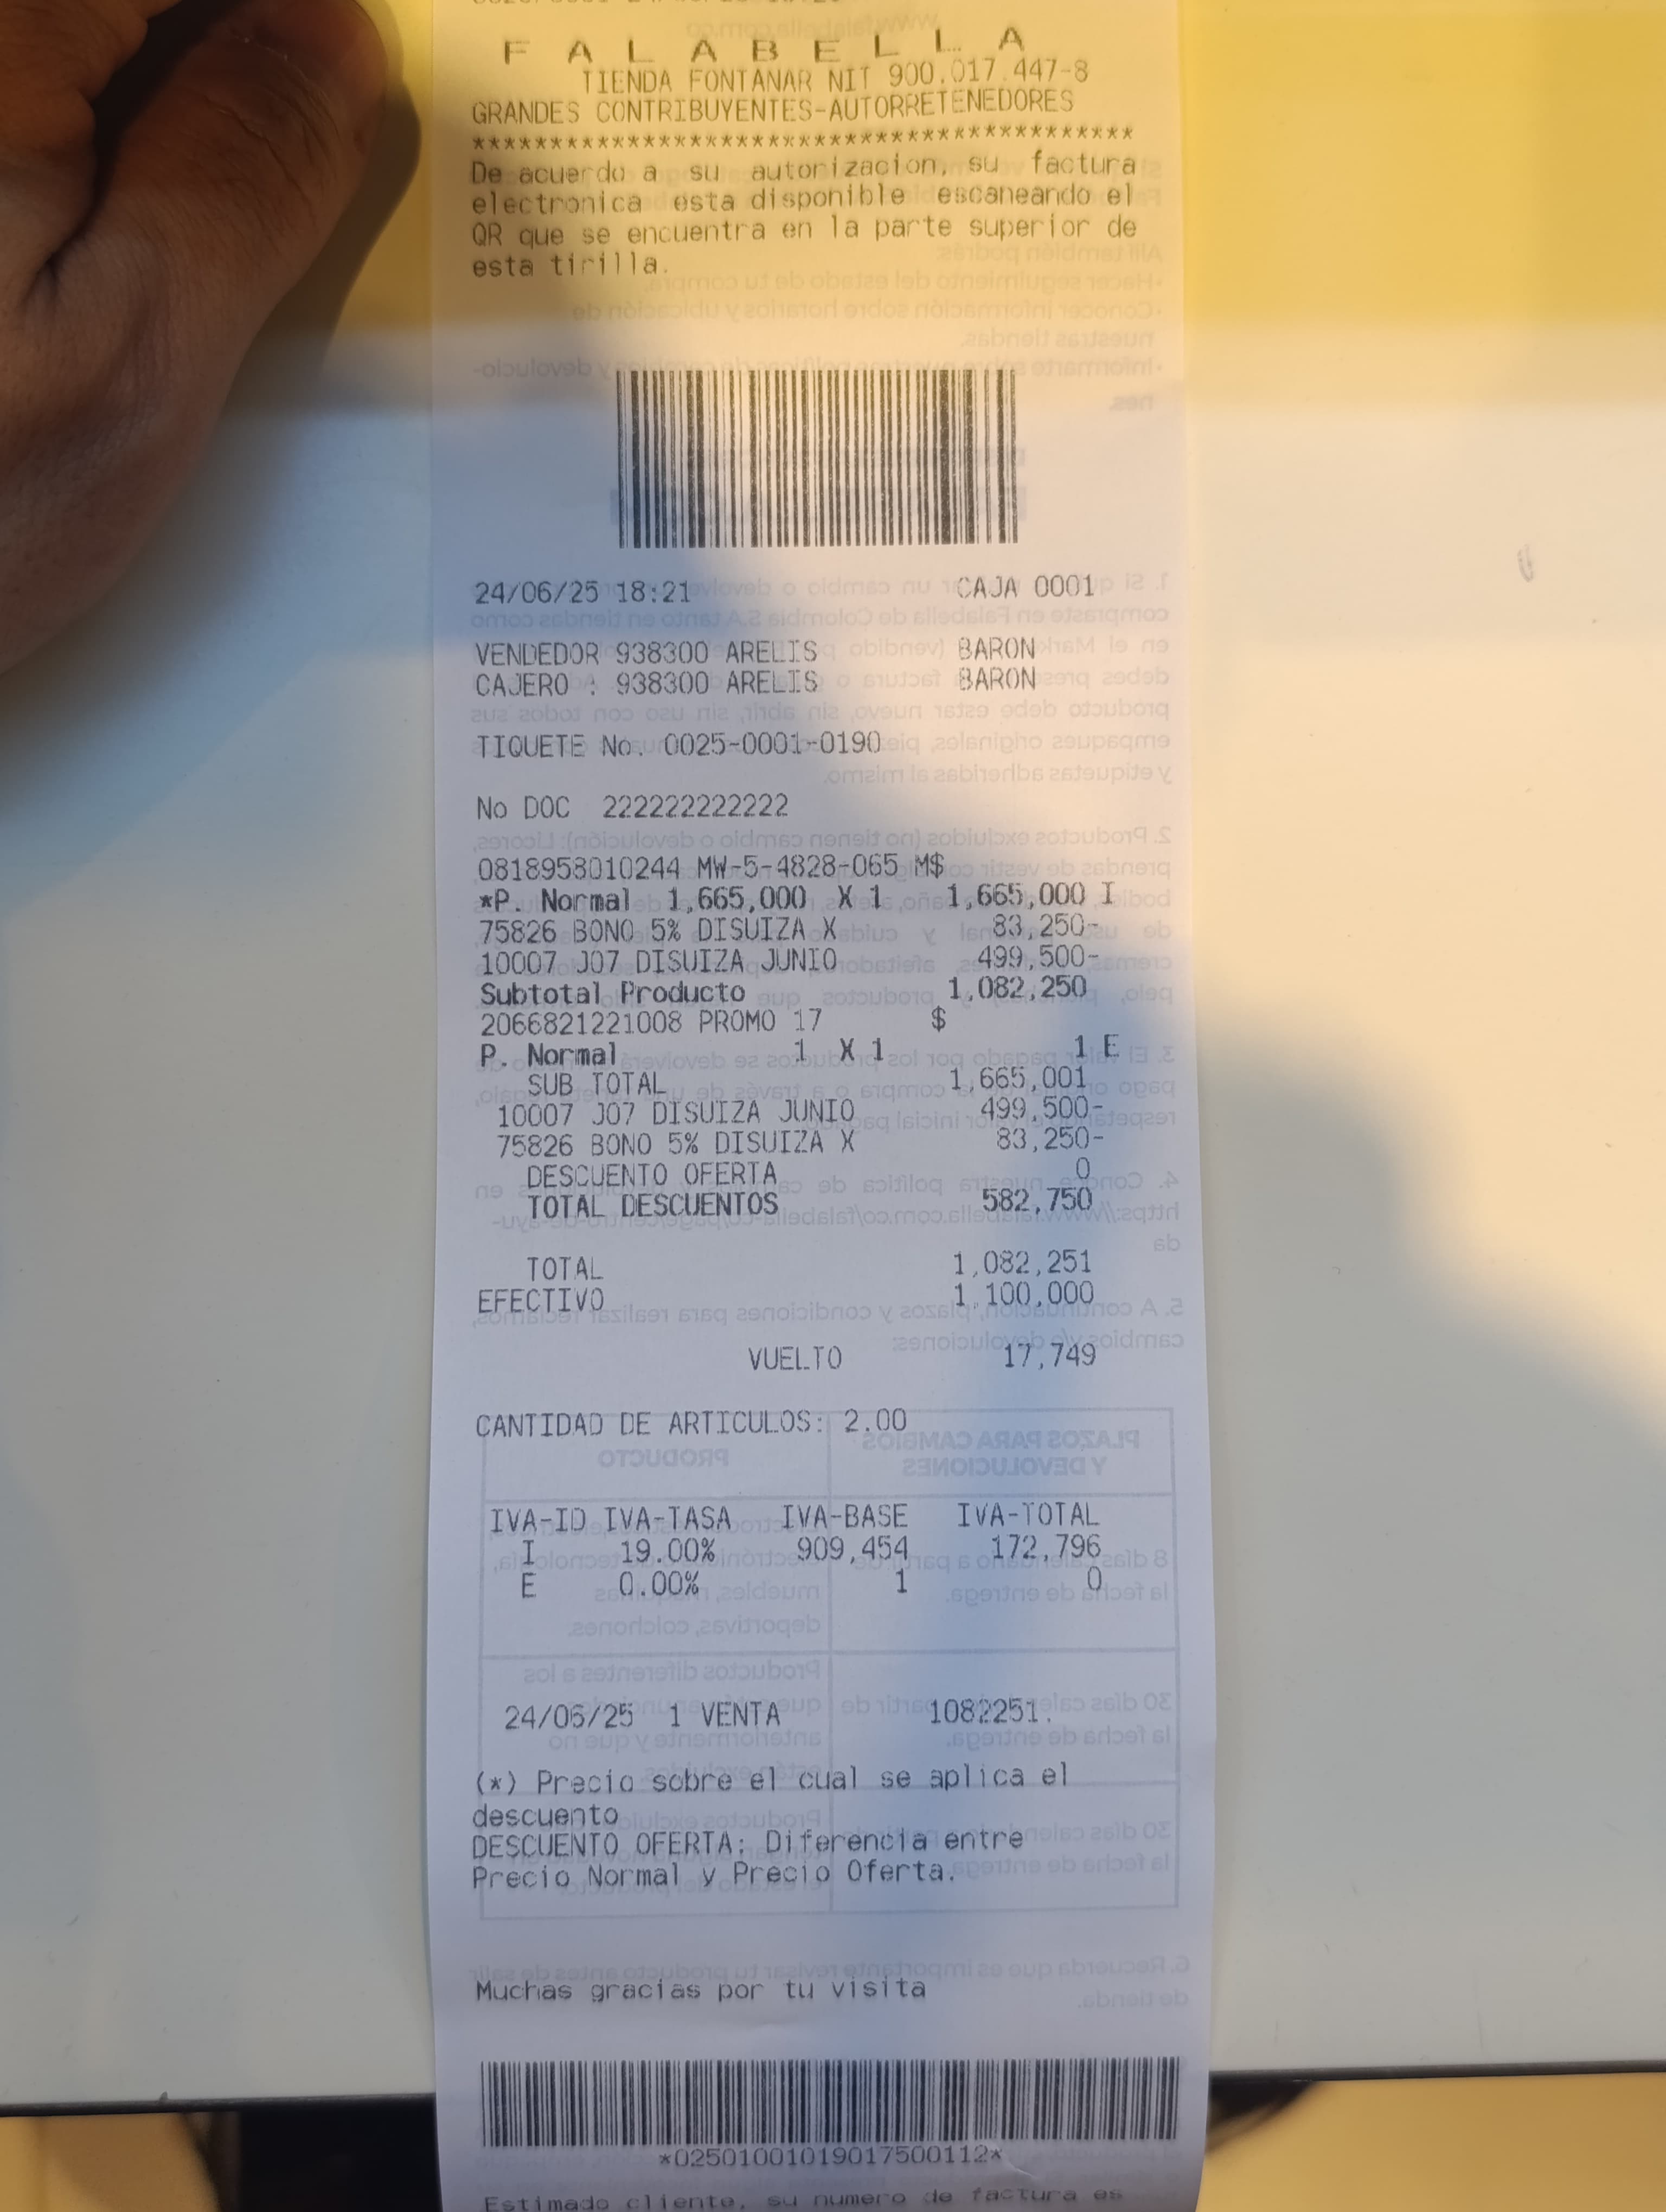 F A L A B E L L A
TIENDA FONTANAR NIT 900.017.447-8
GRANDES CONTRIBUYENTES-AUTORRETENEDORES
******************************************
De acuerdo a su autorizacion, su factura
electronica esta disponible escaneando el
QR que se encuentra en la parte superior de
esta tirilla.
24/06/25 18:21 CAJA 0001
VENDEDOR 938300 ARELIS BARON
CAJERO : 938300 ARELIS BARON
TIQUETE No. 0025-0001-0190
No DOC 222222222222
0818958010244 MW-5-4828-065 M$
*P. Normal 1,665,000 X 1 1,665,000 I
75826 BONO 5% DISUIZA X 83,250-
10007 J07 DISUIZA JUNIO 499,500-
Subtotal Producto 1,082,250
2066821221008 PROMO 17 $
P. Normal 1 X 1 1 E
SUB TOTAL 1,665,001
10007 J07 DISUIZA JUNIO 499,500-
75826 BONO 5% DISUIZA X 83,250-
DESCUENTO OFERTA 0
TOTAL DESCUENTOS 582,750
TOTAL 1,082,251
EFECTIVO 1,100,000
VUELTO 17,749
CANTIDAD DE ARTICULOS: 2.00
IVA-ID IVA-TASA IVA-BASE IVA-TOTAL
I 19.00% 909,454 172,796
E 0.00% 1 0
24/06/25 1 VENTA 1082251.
(*) Precio sobre el cual se aplica el
descuento
DESCUENTO OFERTA: Diferencia entre
Precio Normal y Precio Oferta.
Muchas gracias por tu visita
*02501001019017500112*
Estimado cliente, su numero de factura es